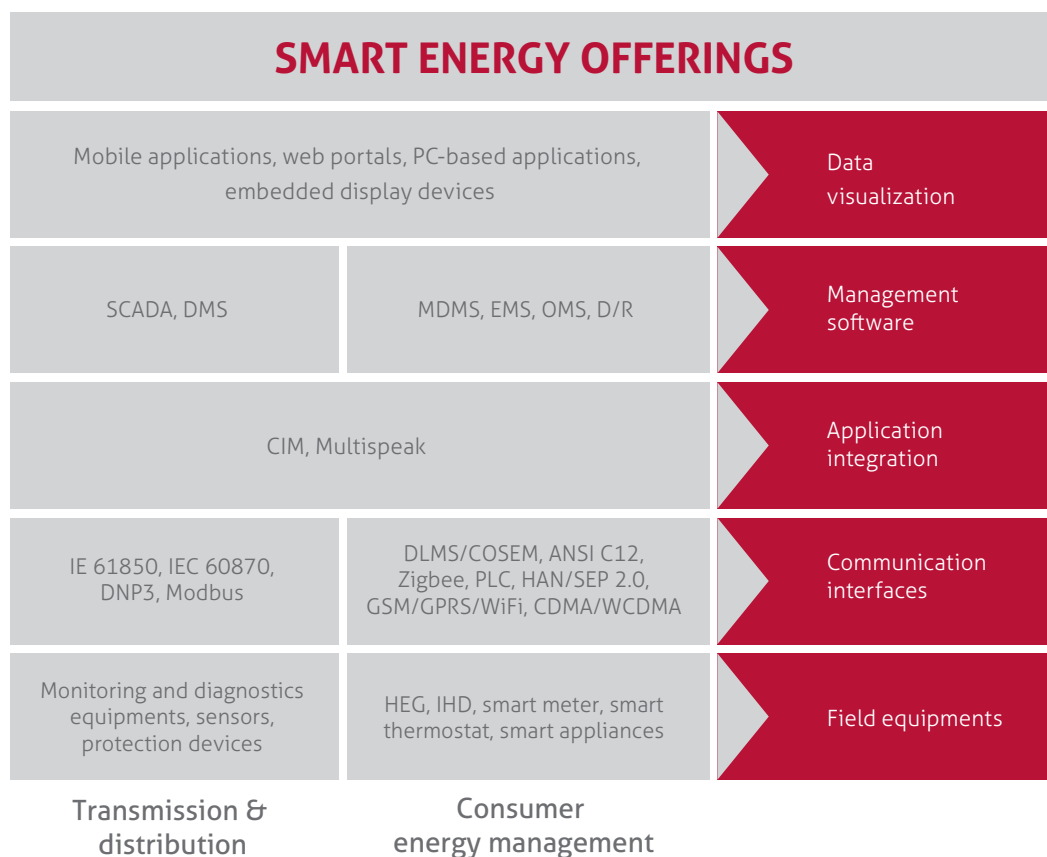 SMART ENERGY OFFERINGS
Mobile applications, web portals, PC-based applications,
embedded display devices
Data
visualization
SCADA, DMS
MDMS, EMS, OMS, D/R
Management
software
CIM, Multispeak
Application
integration
IE 61850, IEC 60870,
DNP3, Modbus
DLMS/COSEM, ANSI C12,
Zigbee, PLC, HAN/SEP 2.0,
GSM/GPRS/WiFi, CDMA/WCDMA
Communication
interfaces
Monitoring and diagnostics
equipments, sensors,
protection devices
HEG, IHD, smart meter, smart
thermostat, smart appliances
Field equipments
Transmission &
distribution
Consumer
energy management